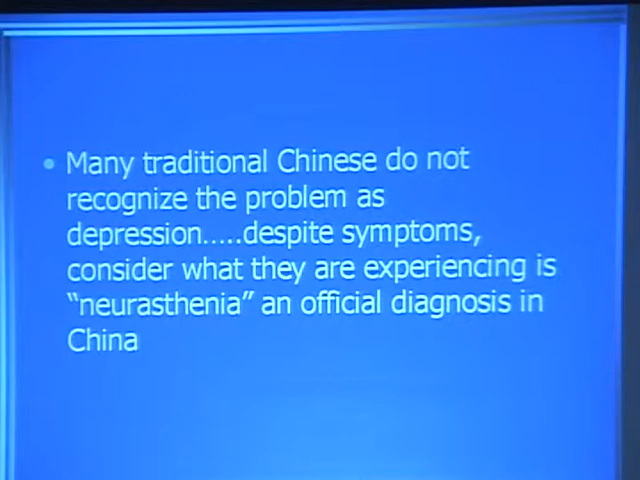 • Many traditional Chinese do not
recognize the problem as
depression.....despite symptoms,
consider what they are experiencing is
“neurasthenia” an official diagnosis in
China